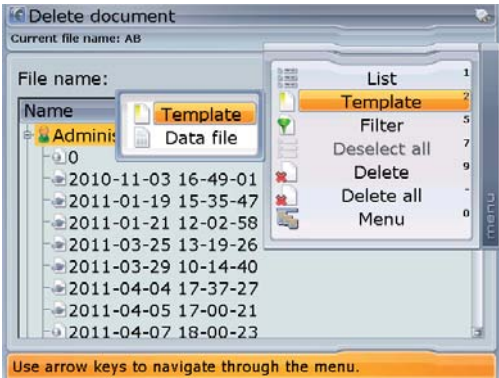 Delete document
Current file name: AB
File name:
Name
Adminis
0
2010-11-03 16-49-01
2011-01-19 15-35-47
2011-01-21 12-02-58
2011-03-25 13-19-26
2011-03-29 10-14-40
2011-04-04 17-37-27
2011-04-05 17-00-21
2011-04-07 18-00-23
Template
Data file
List 1
Template 2
Filter 5
Deselect all 7
Delete 9
Delete all -
Menu 0
menu
Use arrow keys to navigate through the menu.